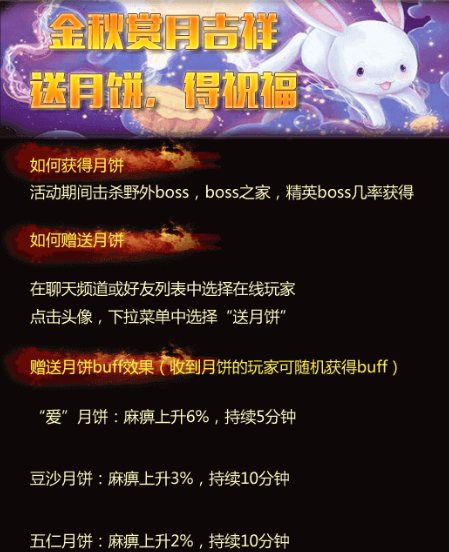 金秋赏月吉祥
送月饼，得祝福
如何获得月饼
活动期间击杀野外boss，boss之家，精英boss几率获得
如何赠送月饼
在聊天频道或好友列表中选择在线玩家
点击头像，下拉菜单中选择“送月饼”
赠送月饼buff效果（收到月饼的玩家可随机获得buff）
“爱”月饼：麻痹上升6%，持续5分钟
豆沙月饼：麻痹上升3%，持续10分钟
五仁月饼：麻痹上升2%，持续10分钟